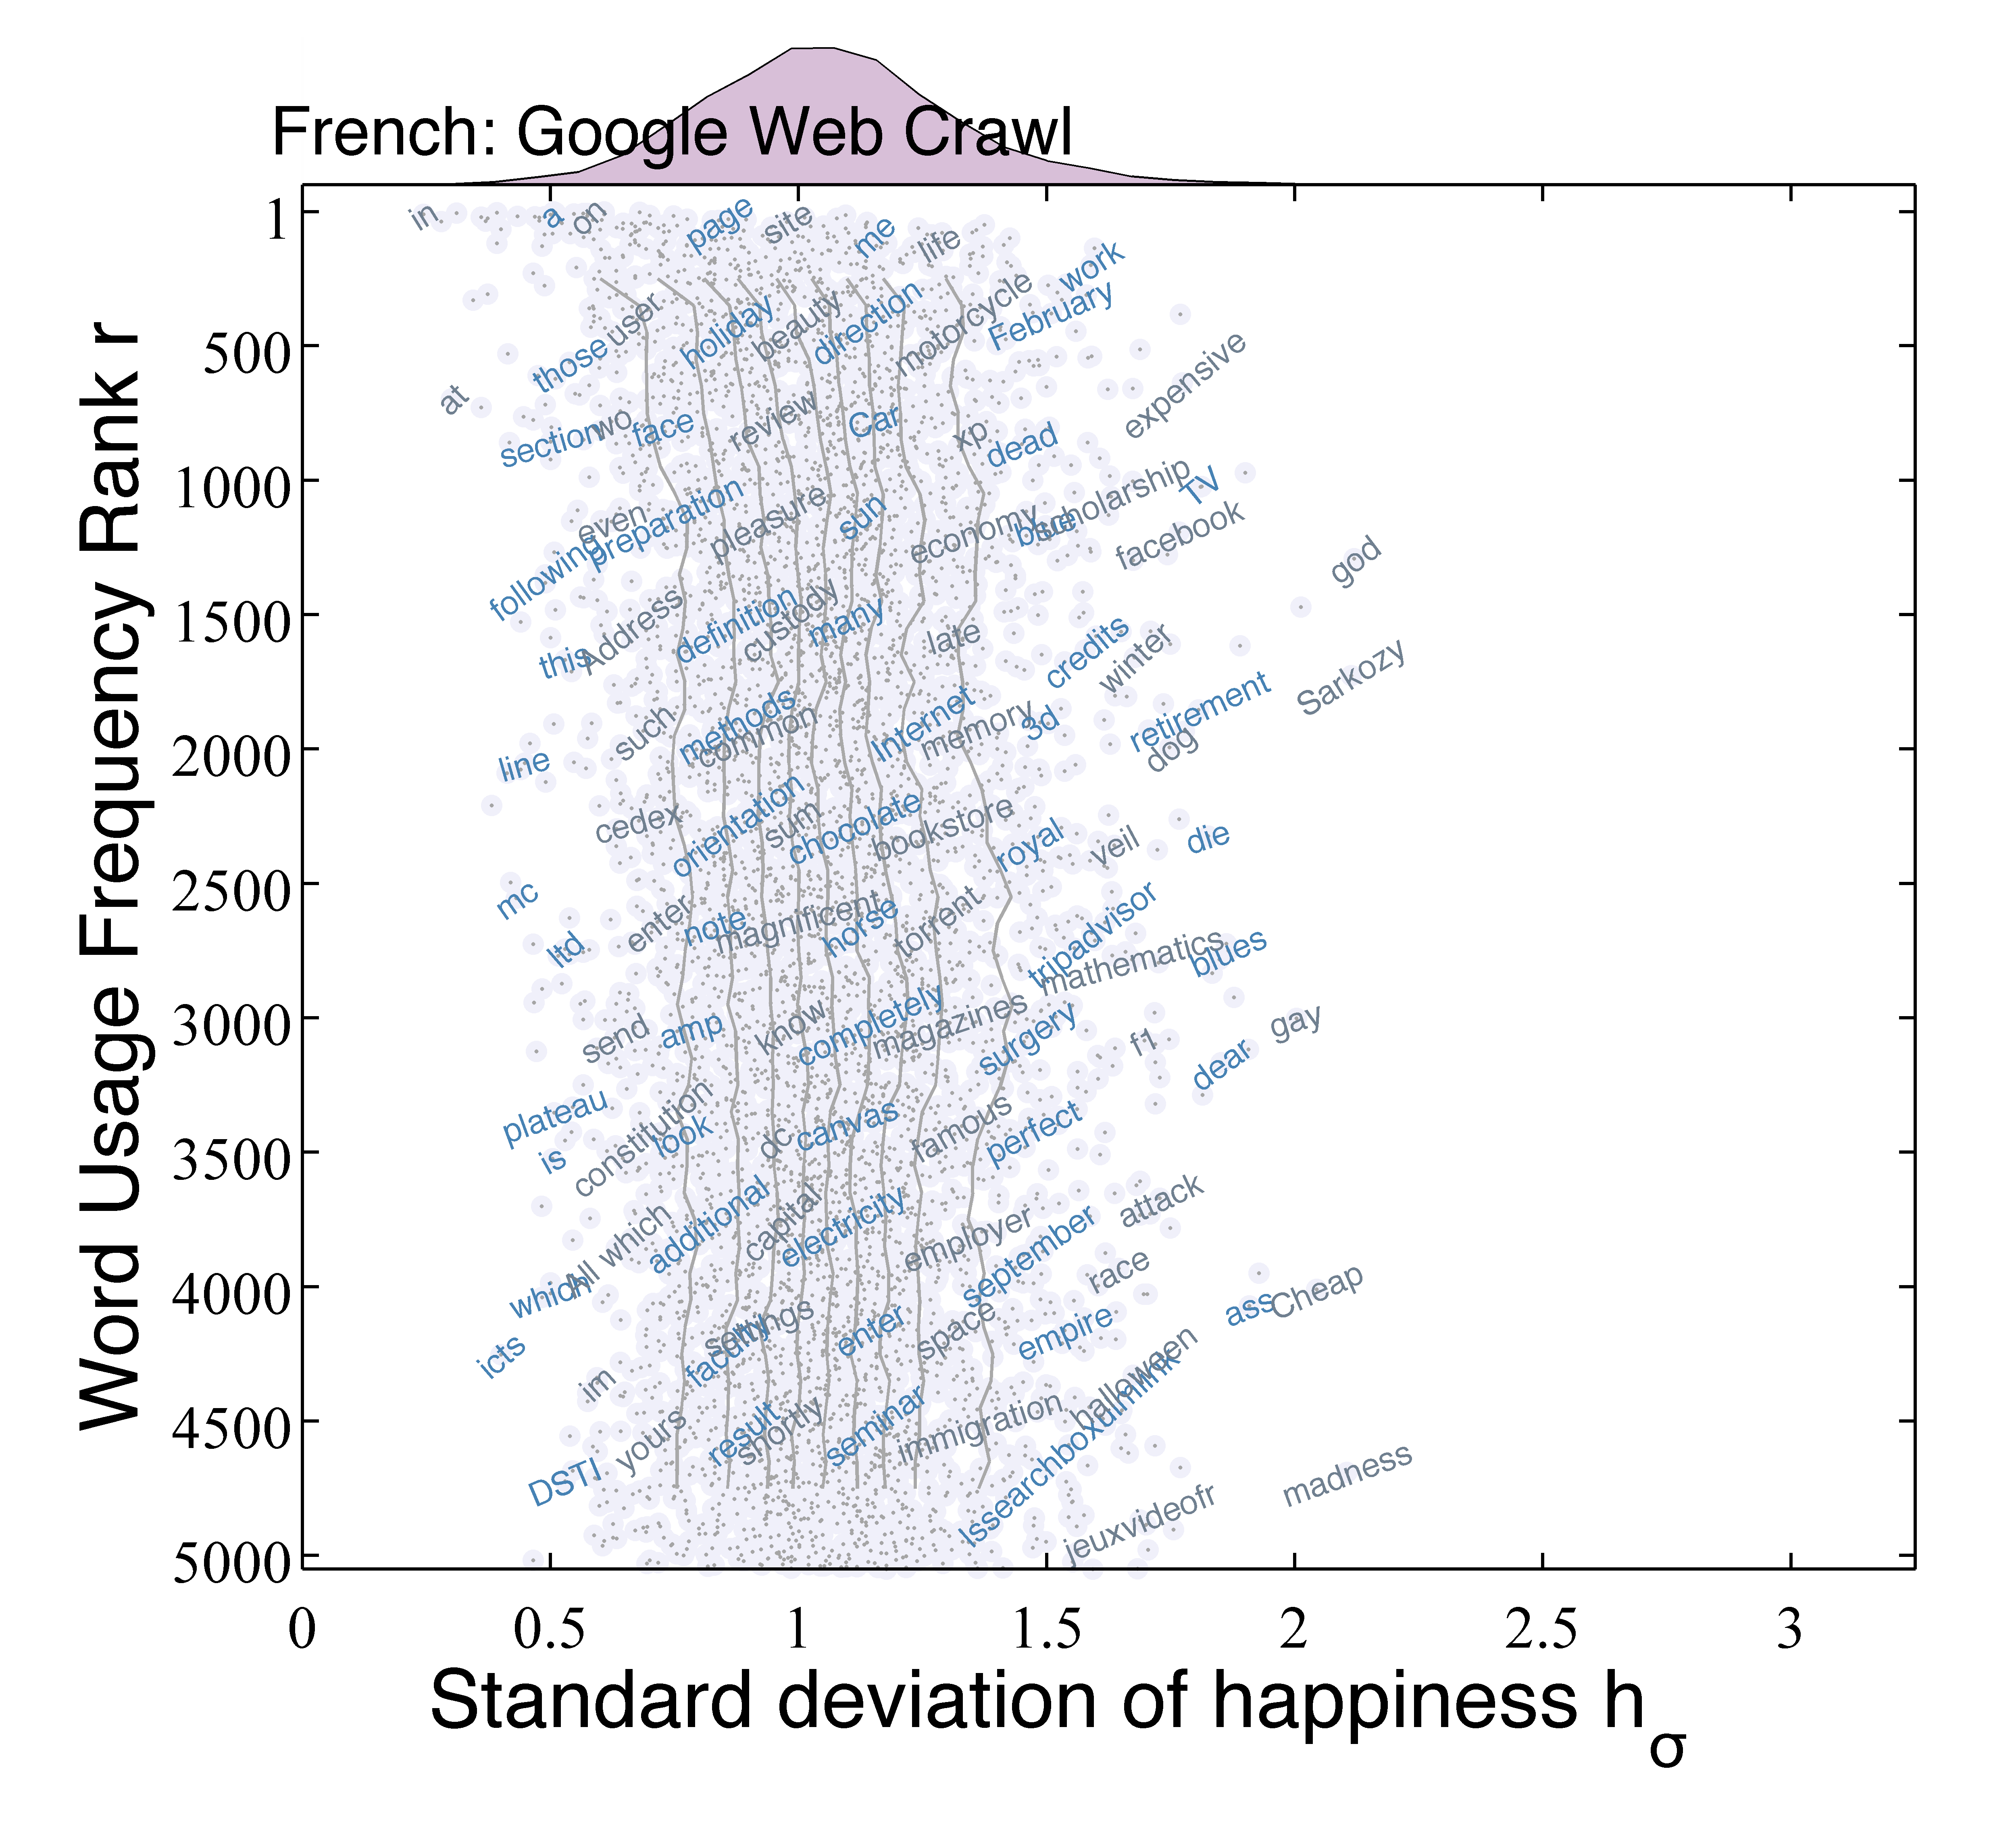 French: Google Web Crawl
Word Usage Frequency Rank r
1
500
1000
1500
2000
2500
3000
3500
4000
4500
5000
in
a
on
page
site
me
life
work
user
holiday
beauty
direction
motorcycle
February
those
at
expensive
section
wo
face
review
Car
xp
dead
even
preparation
pleasure
sun
economy
blue
scholarship
TV
facebook
following
god
Address
definition
custody
many
late
credits
winter
this
Sarkozy
such
methods
common
Internet
memory
3d
retirement
dog
line
cedex
orientation
sum
chocolate
bookstore
royal
veil
die
mc
enter
note
magnificent
horse
torrent
tripadvisor
mathematics
blues
ltd
send
amp
know
completely
magazines
surgery
f1
gay
dear
plateau
constitution
look
dc
canvas
famous
perfect
is
All which
additional
capital
electricity
employer
september
attack
race
which
settings
faculty
enter
space
empire
ass
Cheap
icts
im
halloween
yours
result
shortly
seminar
immigration
DSTI
jeuxvideofr
madness
0
0.5
1
1.5
2
2.5
3
Standard deviation of happiness hσ